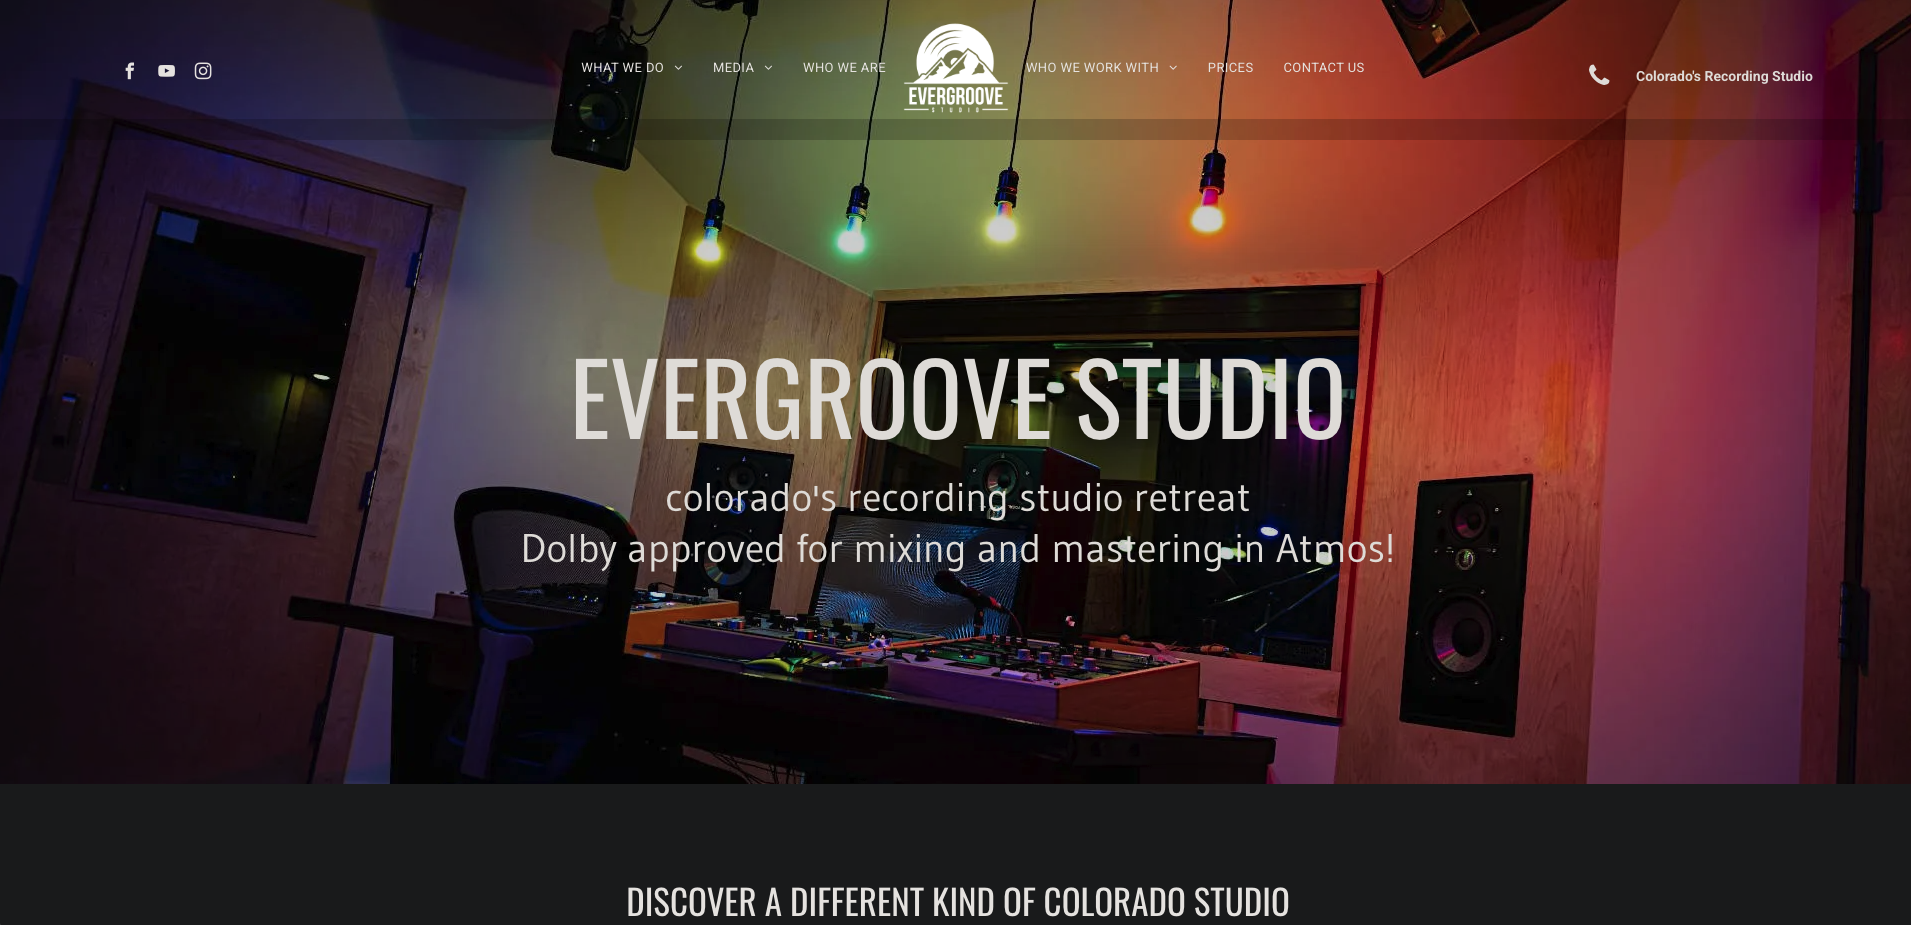 WHAT WE DO
MEDIA
WHO WE ARE
EVERGROOVE
STUDIO
WHO WE WORK WITH
PRICES
CONTACT US
Colorado's Recording Studio
EVERGROOVE STUDIO
colorado's recording studio retreat
Dolby approved for mixing and mastering in Atmos!
DISCOVER A DIFFERENT KIND OF COLORADO STUDIO